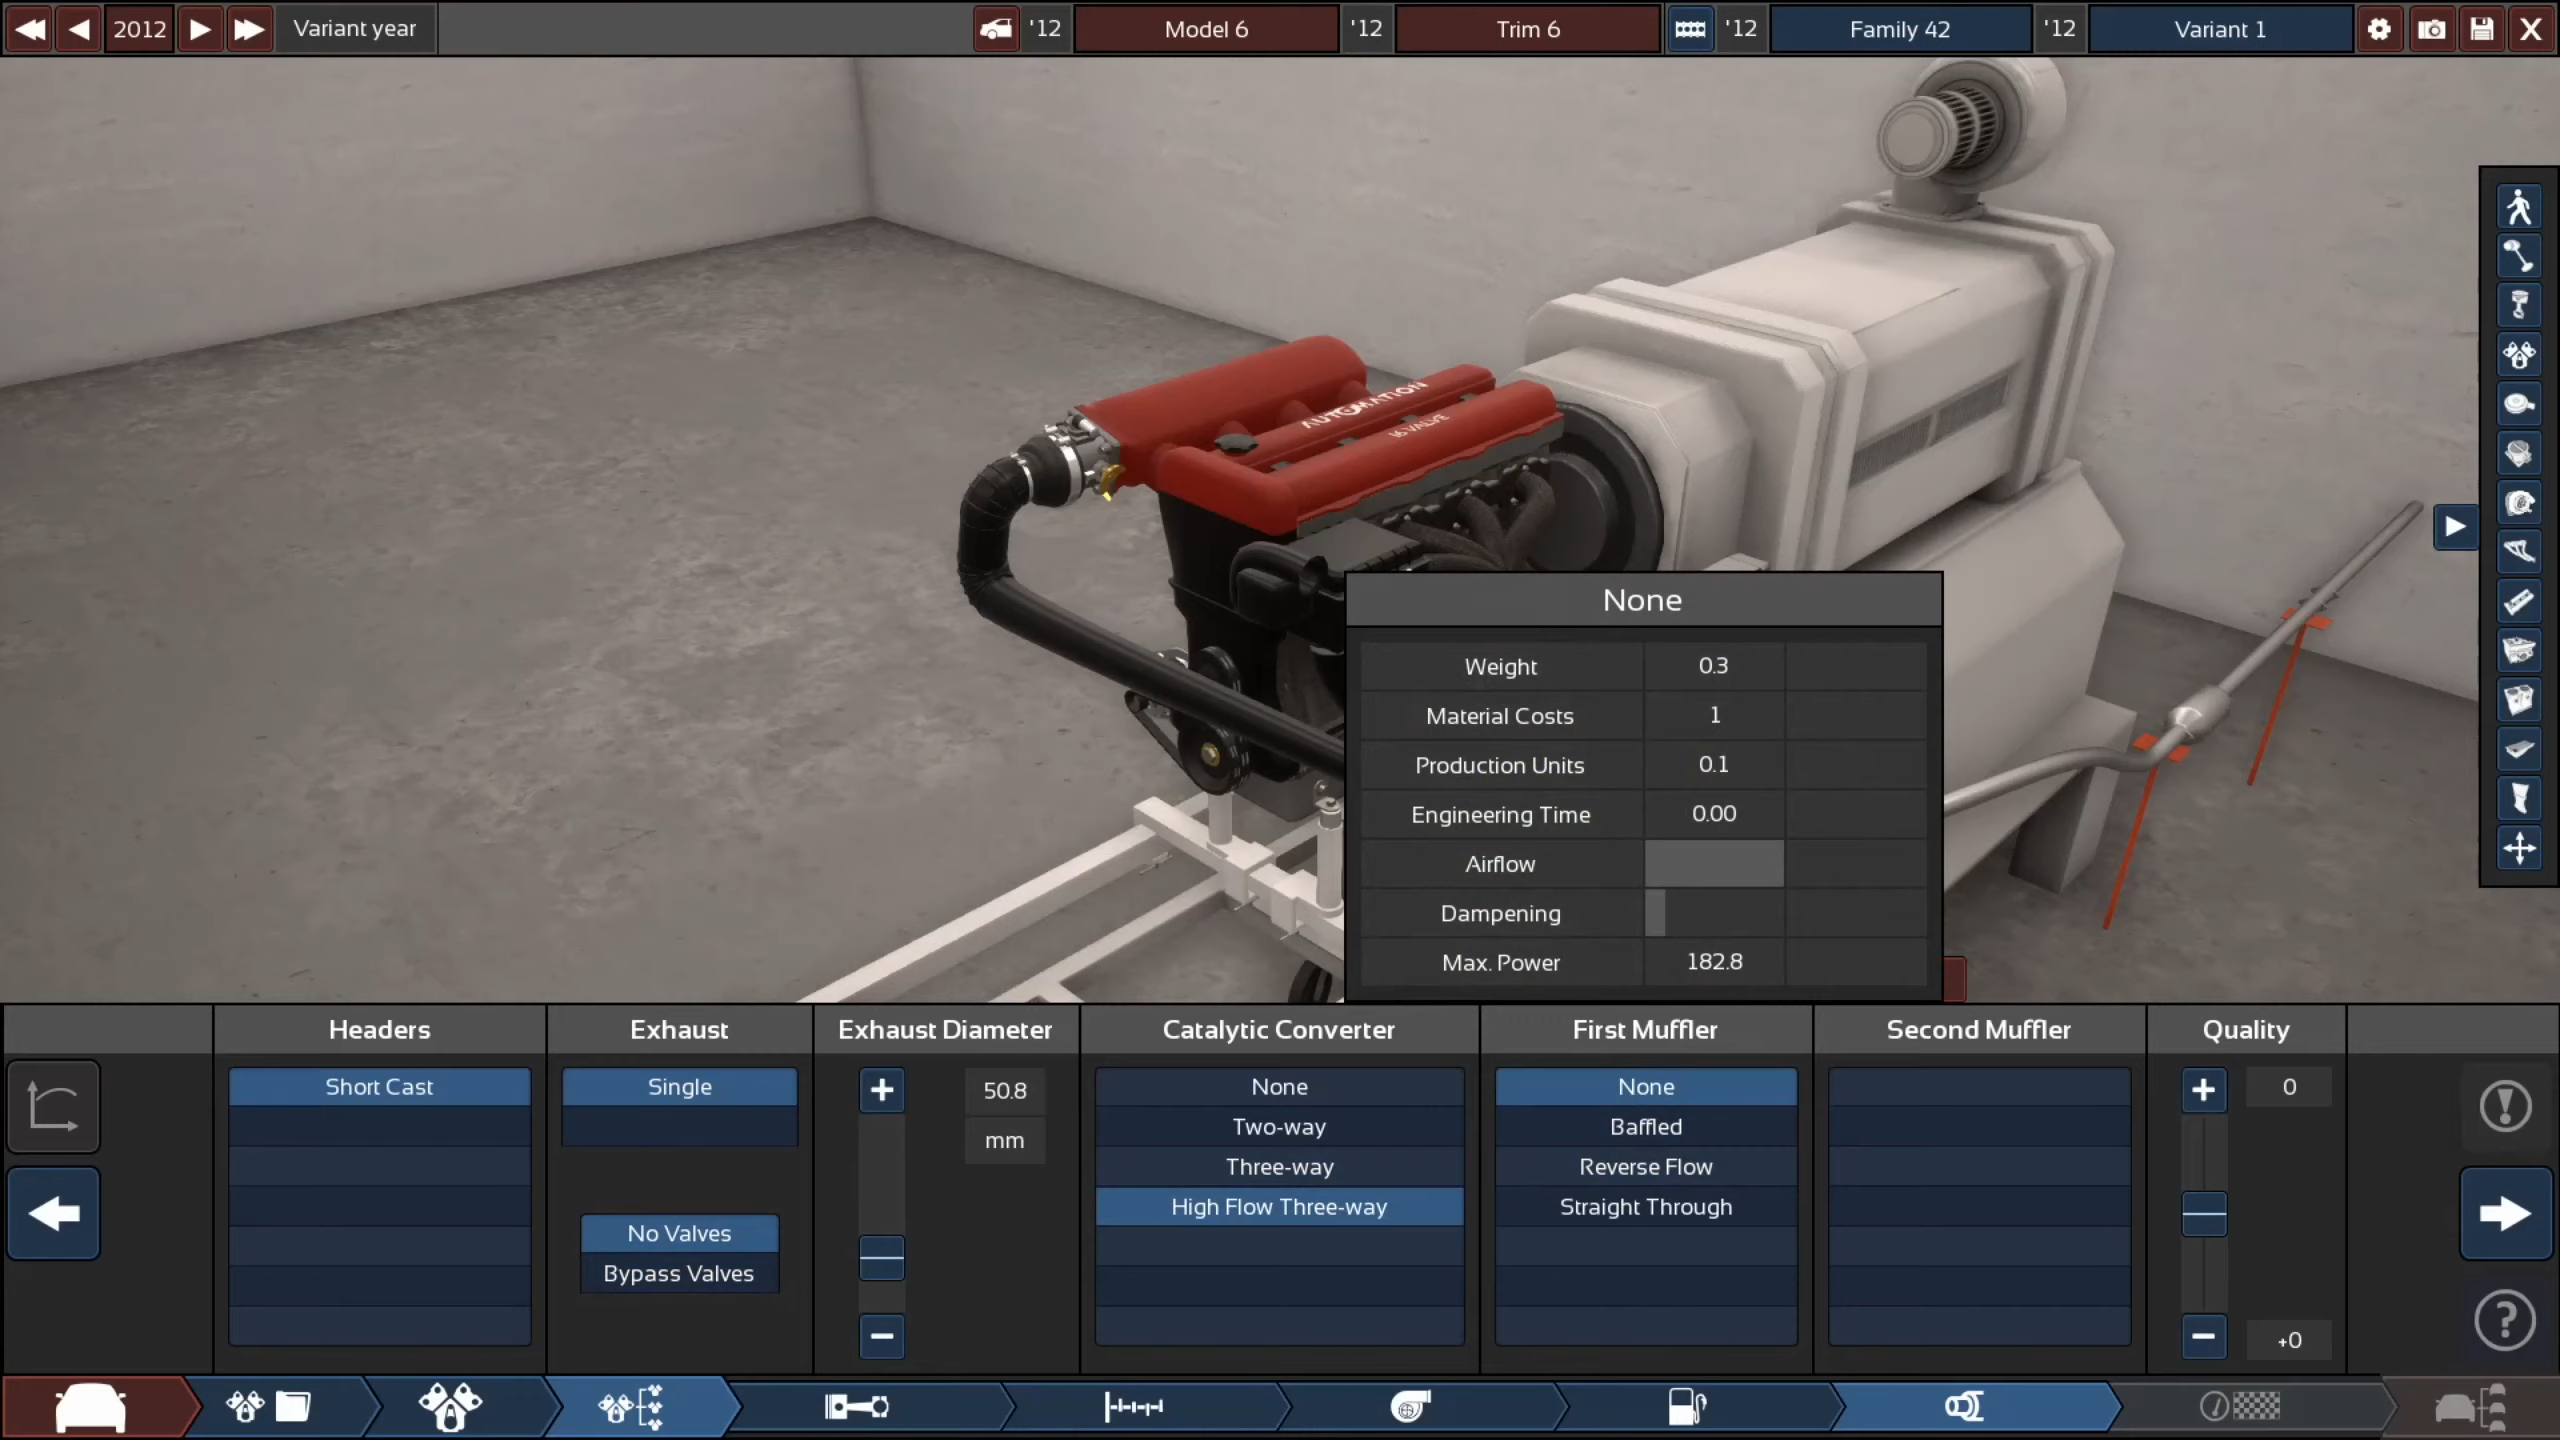 2012
Variant year
'12
Model 6
'12
Trim 6
'12
Family 42
'12
Variant 1
AUTOMATION
16 VALVE
None
Weight 0.3
Material Costs 1
Production Units 0.1
Engineering Time 0.00
Airflow
Dampening
Max. Power 182.8
Headers
Short Cast
Exhaust
Single
No Valves
Bypass Valves
Exhaust Diameter
50.8
mm
Catalytic Converter
None
Two-way
Three-way
High Flow Three-way
First Muffler
None
Baffled
Reverse Flow
Straight Through
Second Muffler
Quality
0
+0